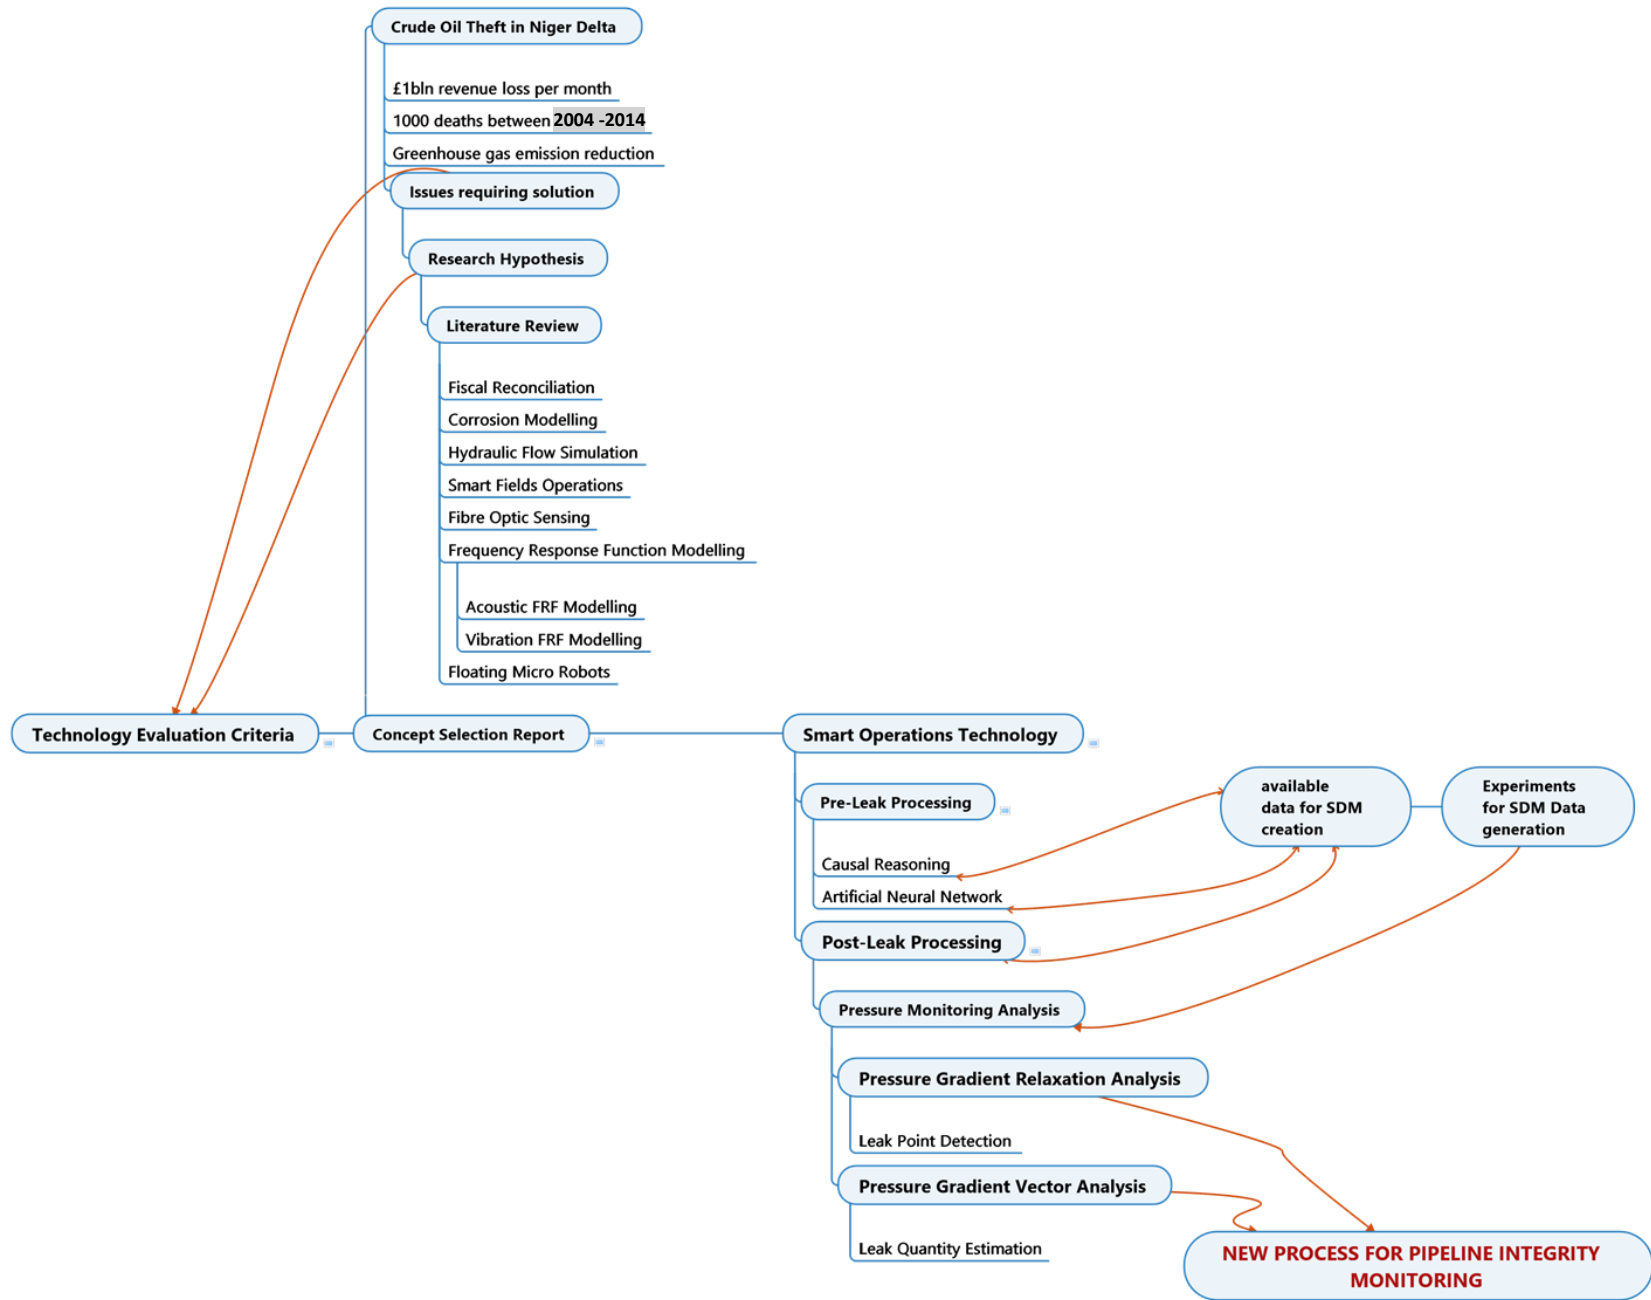 Crude Oil Theft in Niger Delta
£1bln revenue loss per month
1000 deaths between 2004 -2014
Greenhouse gas emission reduction
Issues requiring solution
Research Hypothesis
Literature Review
Fiscal Reconciliation
Corrosion Modelling
Hydraulic Flow Simulation
Smart Fields Operations
Fibre Optic Sensing
Frequency Response Function Modelling
Acoustic FRF Modelling
Vibration FRF Modelling
Floating Micro Robots
Technology Evaluation Criteria
Concept Selection Report
Smart Operations Technology
Pre-Leak Processing
Causal Reasoning
Artificial Neural Network
available
data for SDM
creation
Experiments
for SDM Data
generation
Post-Leak Processing
Pressure Monitoring Analysis
Pressure Gradient Relaxation Analysis
Leak Point Detection
Pressure Gradient Vector Analysis
Leak Quantity Estimation
NEW PROCESS FOR PIPELINE INTEGRITY
MONITORING